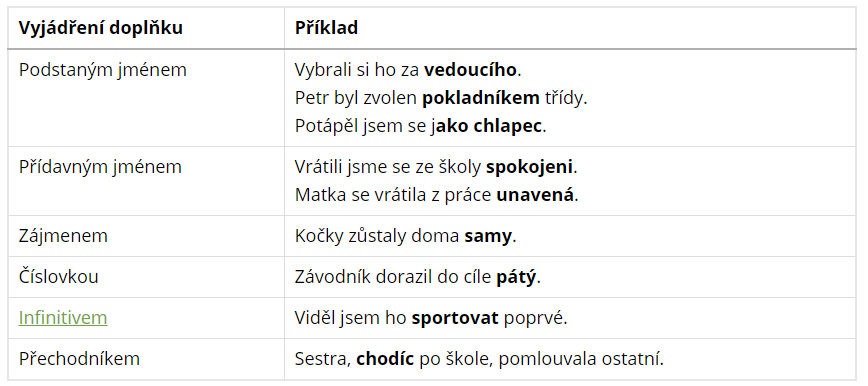 Vyjádření doplňku Příklad
Podstaným jménem Vybrali si ho za vedoucího.
Petr byl zvolen pokladníkem třídy.
Potápěl jsem se jako chlapec.
Přídavným jménem Vrátili jsme se ze školy spokojeni.
Matka se vrátila z práce unavená.
Zájmenem Kočky zůstaly doma samy.
Číslovkou Závodník dorazil do cíle pátý.
Infinitivem Viděl jsem ho sportovat poprvé.
Přechodníkem Sestra, chodíc po škole, pomlouvala ostatní.